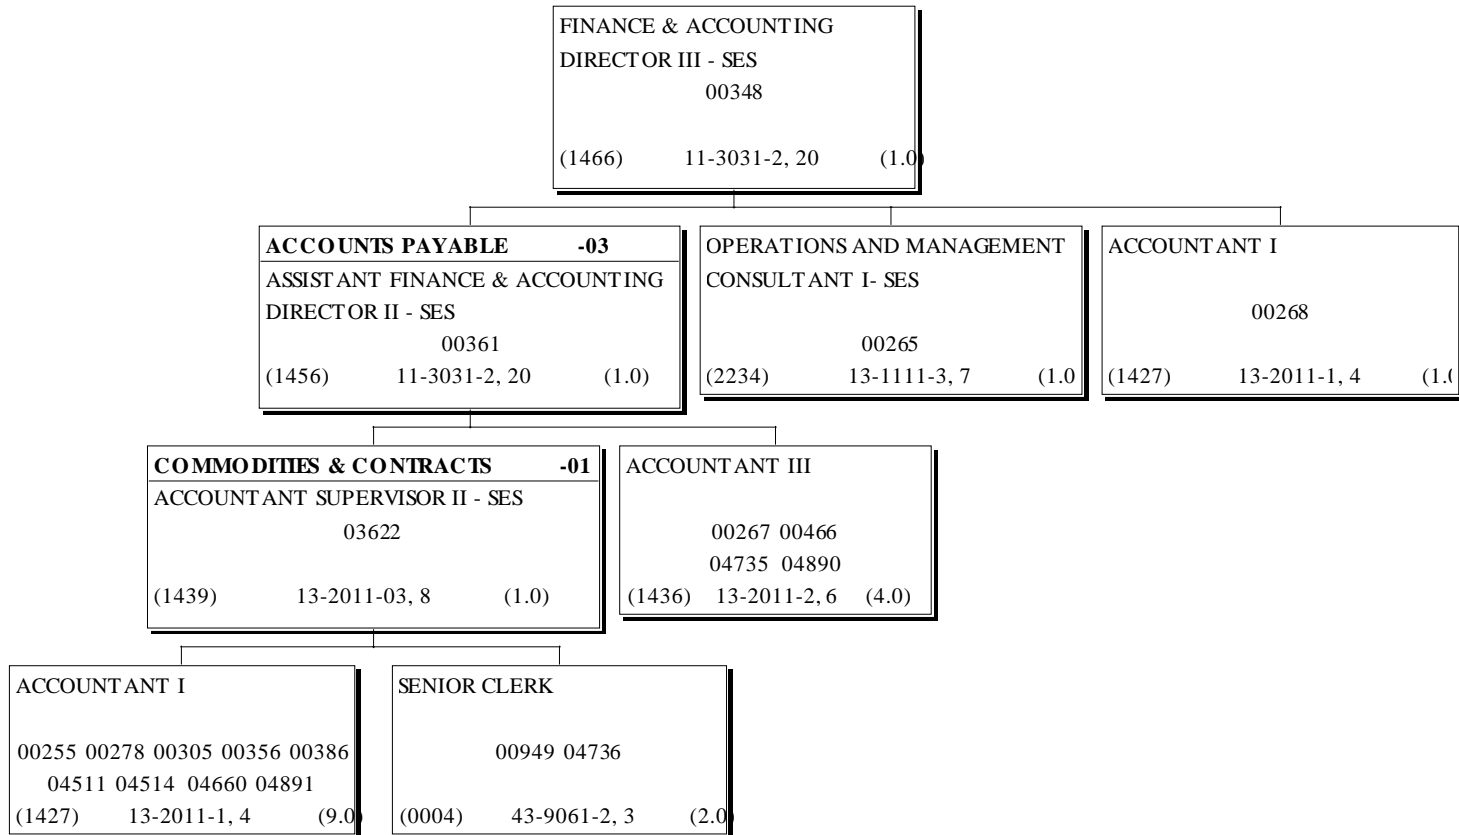 FINANCE & ACCOUNTING
DIRECTOR III - SES
00348
(1466) 11-3031-2, 20 (1.0)
ACCOUNTS PAYABLE -03
ASSISTANT FINANCE & ACCOUNTING
DIRECTOR II - SES
00361
(1456) 11-3031-2, 20 (1.0)
OPERATIONS AND MANAGEMENT
CONSULTANT I- SES
00265
(2234) 13-1111-3, 7 (1.0
ACCOUNTANT I
00268
(1427) 13-2011-1, 4 (1.0
COMMODITIES & CONTRACTS -01
ACCOUNTANT SUPERVISOR II - SES
03622
(1439) 13-2011-03, 8 (1.0)
ACCOUNTANT III
00267 00466
04735 04890
(1436) 13-2011-2, 6 (4.0)
ACCOUNTANT I
00255 00278 00305 00356 00386
04511 04514 04660 04891
(1427) 13-2011-1, 4 (9.0)
SENIOR CLERK
00949 04736
(0004) 43-9061-2, 3 (2.0)